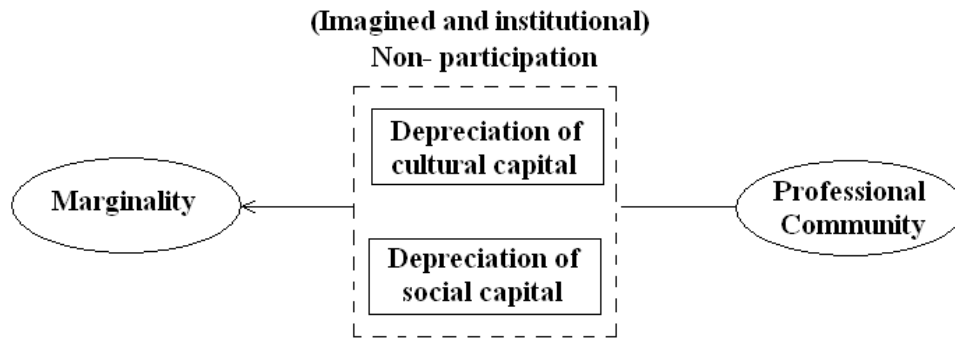 (Imagined and institutional)
Non- participation
Depreciation of
cultural capital
Marginality
Professional
Community
Depreciation of
social capital